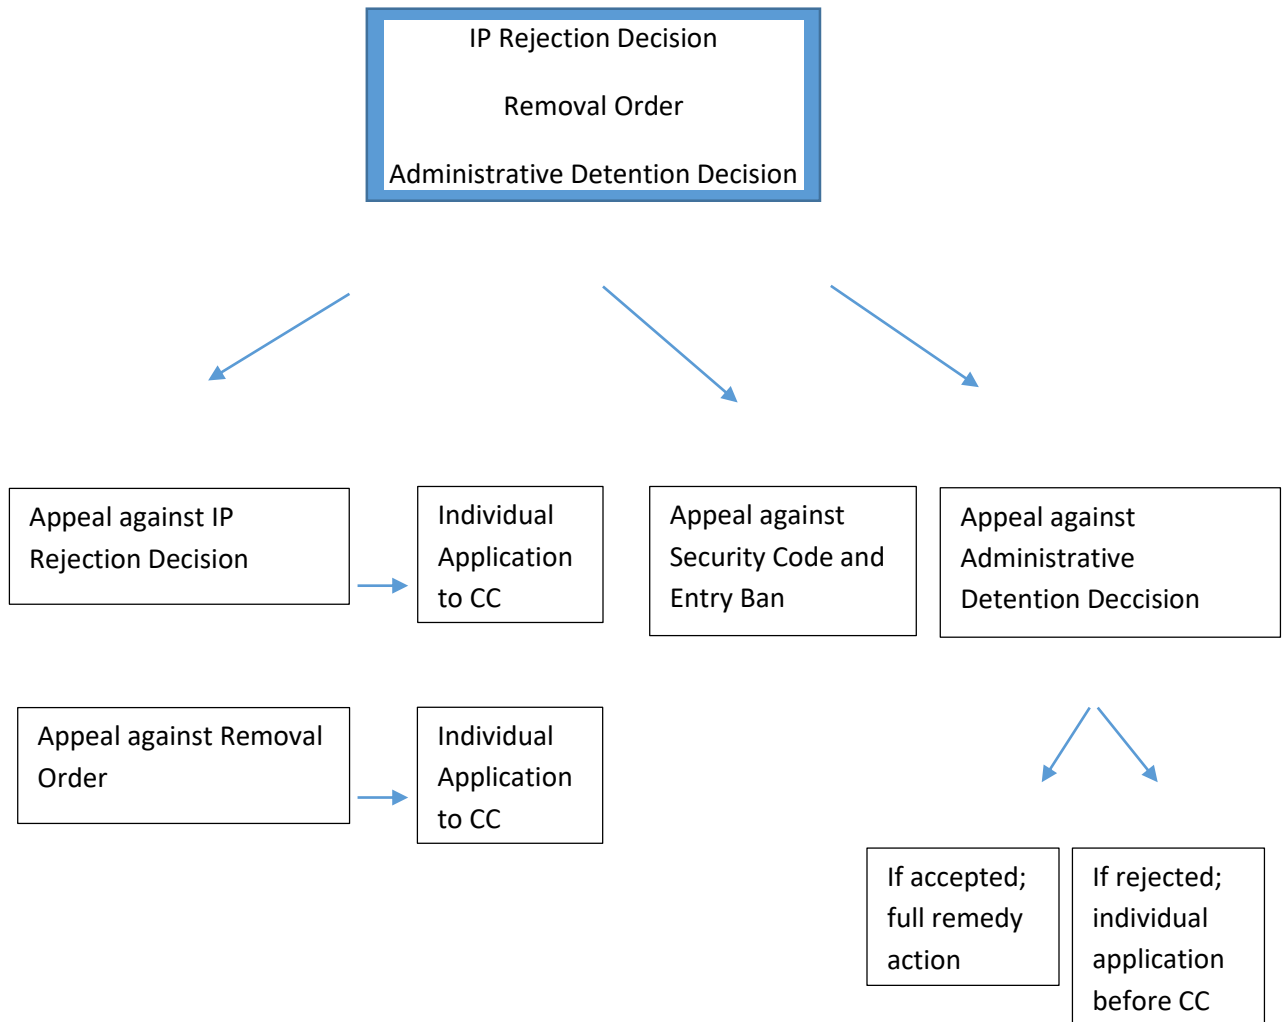 IP Rejection Decision
Removal Order
Administrative Detention Decision
Appeal against IP
Rejection Decision
Individual
Application
to CC
Appeal against
Security Code and
Entry Ban
Appeal against
Administrative
Detention Deccision
Appeal against Removal
Order
Individual
Application
to CC
If accepted;
full remedy
action
If rejected;
individual
application
before CC